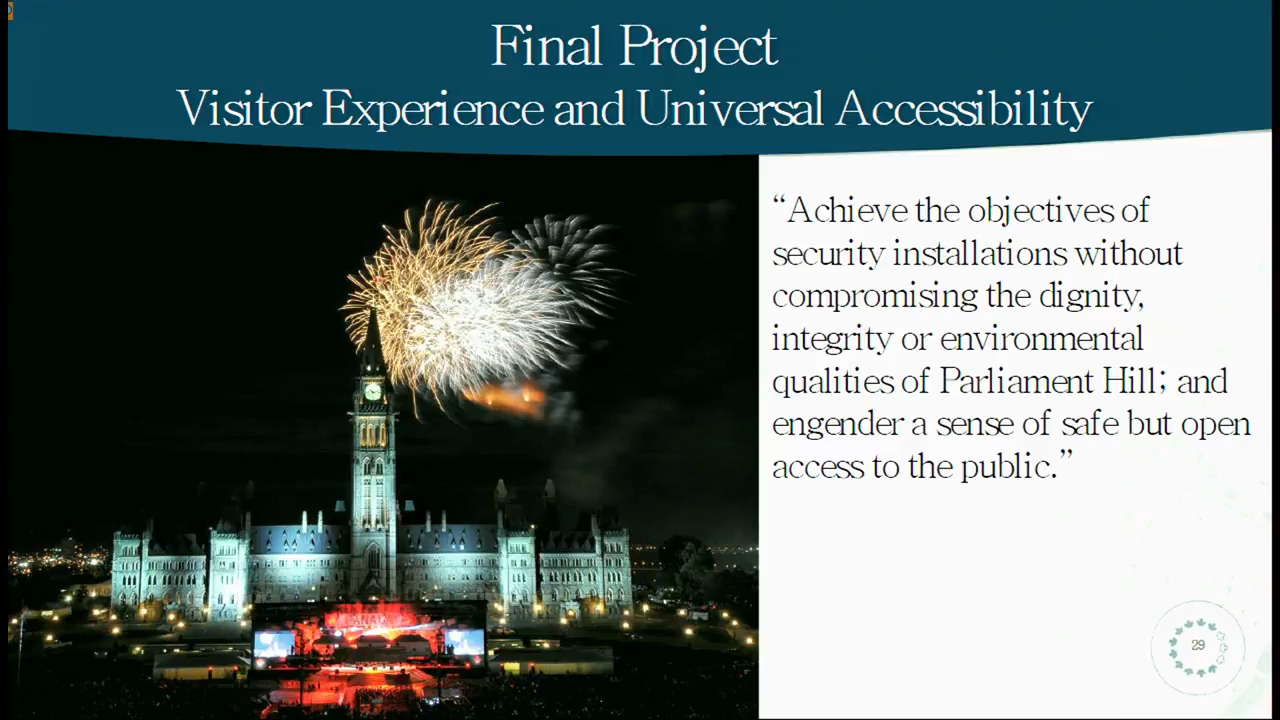 Final Project
Visitor Experience and Universal Accessibility
“Achieve the objectives of
security installations without
compromising the dignity,
integrity or environmental
qualities of Parliament Hill; and
engender a sense of safe but open
access to the public.”
CANADA
29